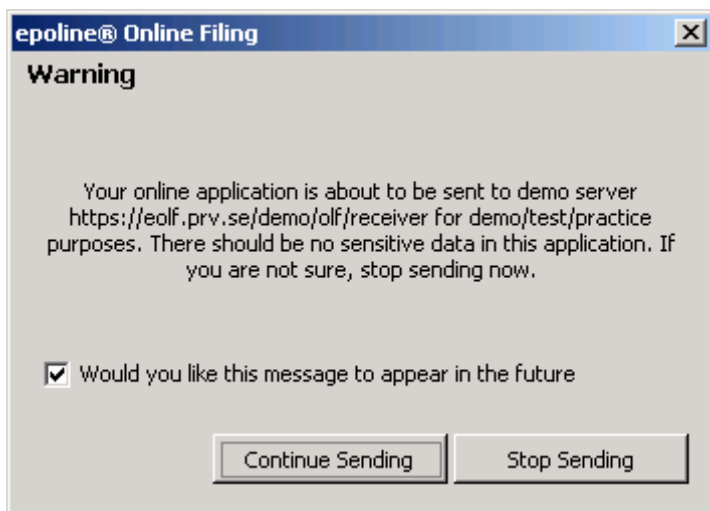 epoline® Online Filing
Warning
Your online application is about to be sent to demo server
https://eolf.prv.se/demo/olf/receiver for demo/test/practice
purposes. There should be no sensitive data in this application. If
you are not sure, stop sending now.
Would you like this message to appear in the future
Continue Sending
Stop Sending